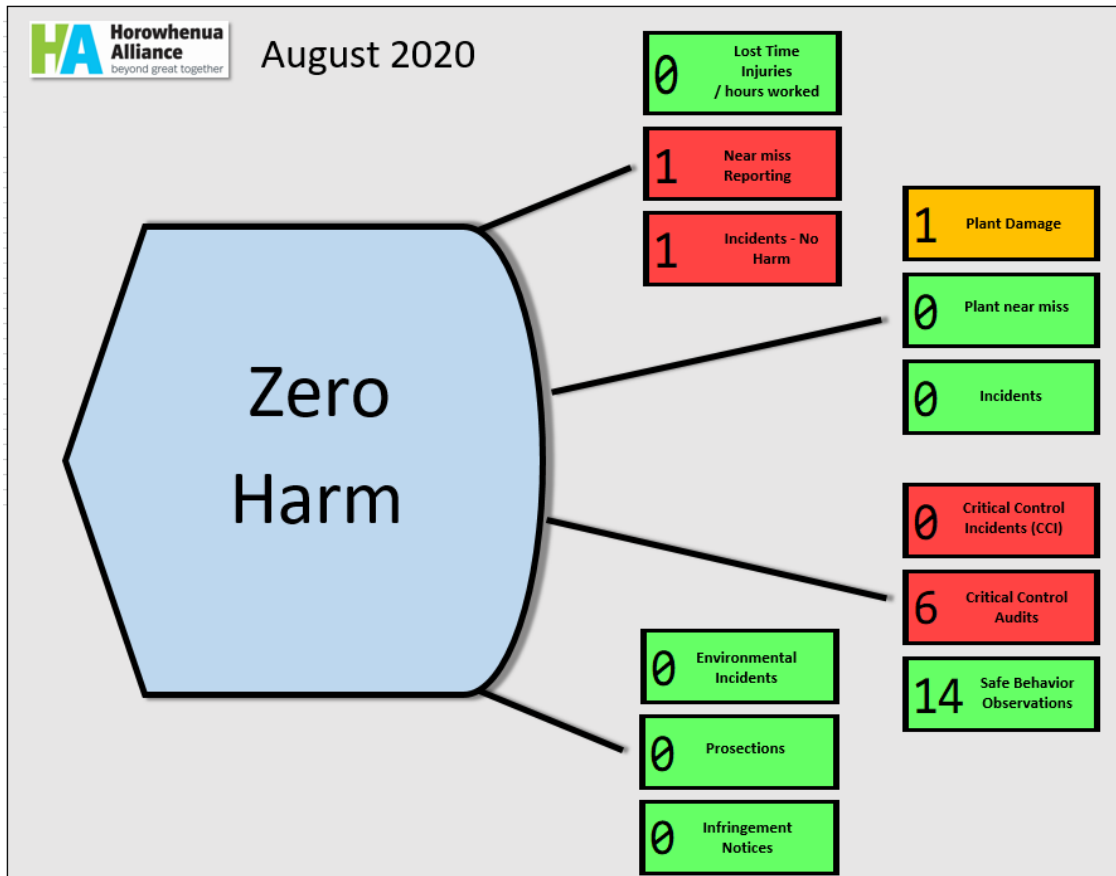 HA Horowhenua
Alliance
beyond great together
August 2020
Zero
Harm
0 Lost Time
Injuries
/ hours worked
1 Near miss
Reporting
1 Incidents - No
Harm
1 Plant Damage
0 Plant near miss
0 Incidents
0 Critical Control
Incidents (CCI)
6 Critical Control
Audits
14 Safe Behavior
Observations
0 Environmental
Incidents
0 Prosections
0 Infringement
Notices